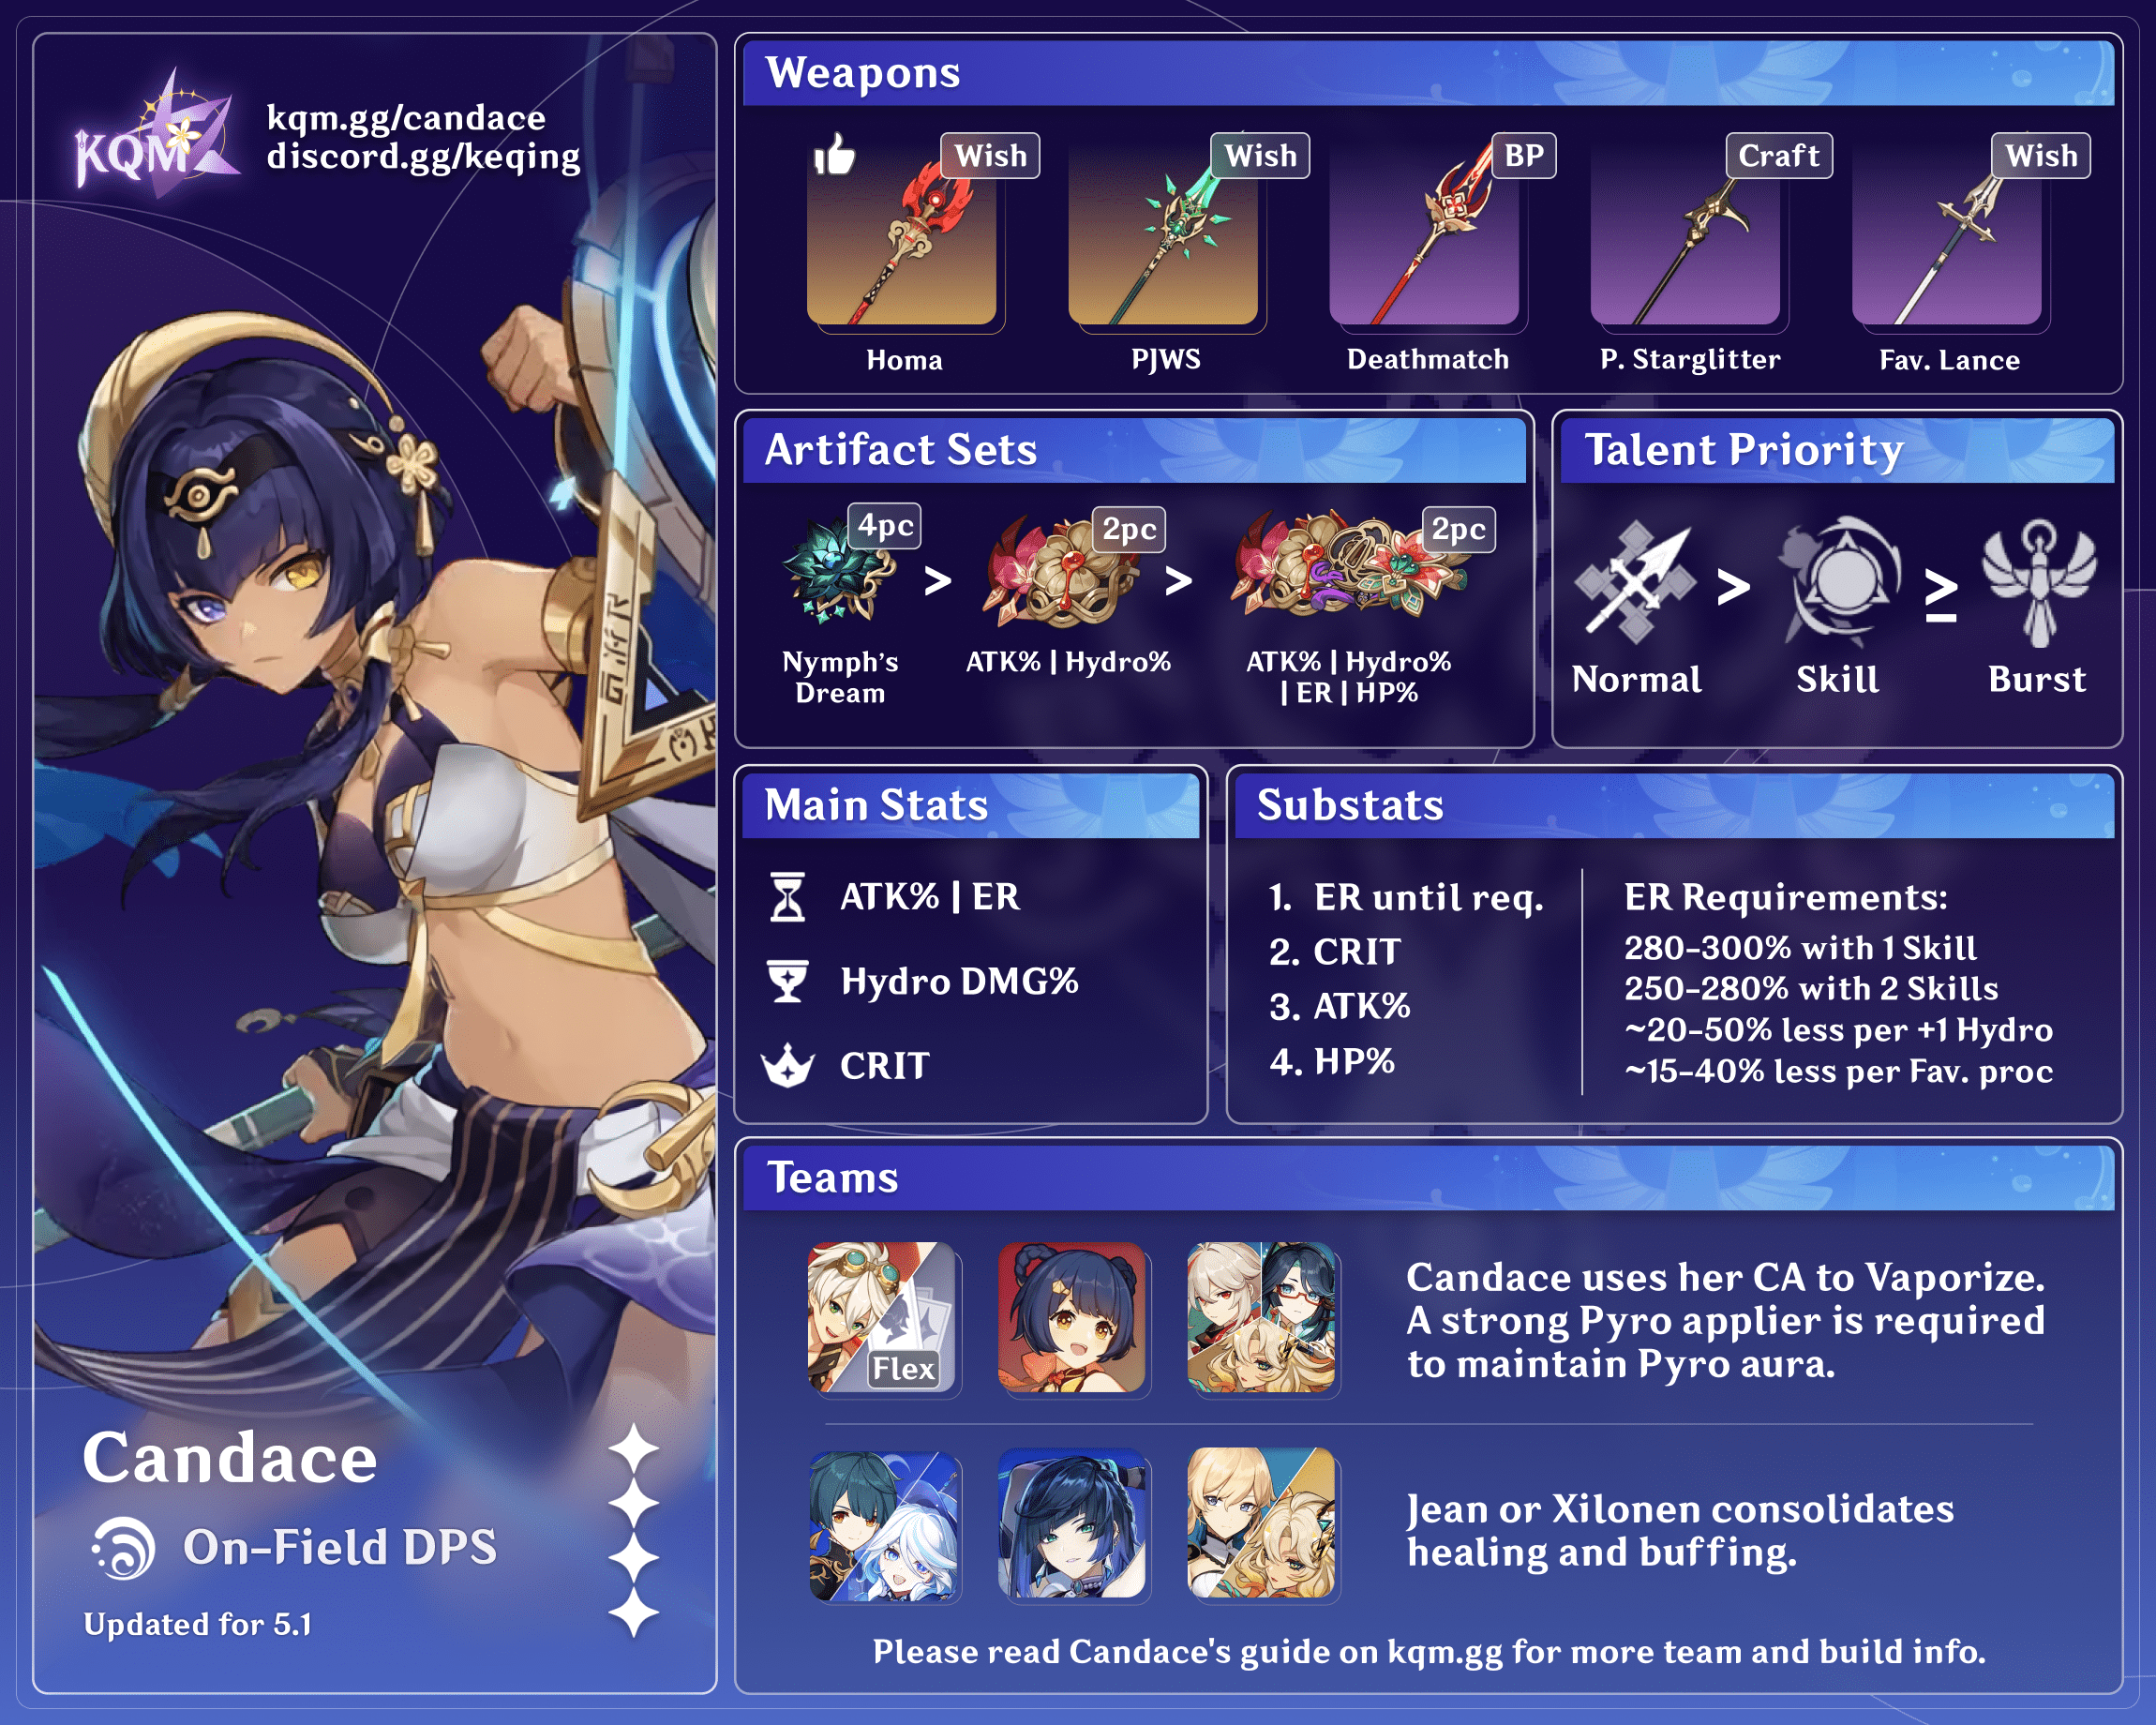 KQM
kqm.gg/candace
discord.gg/keqing
Candace
On-Field DPS
Updated for 5.1
Weapons
Wish
Wish
BP
Craft
Wish
Homa
PJWS
Deathmatch
P. Starglitter
Fav. Lance
Artifact Sets
4pc
>
2pc
>
2pc
Nymph's
Dream
ATK% | Hydro%
ATK% | Hydro%
| ER | HP%
Talent Priority
>
≥
Normal
Skill
Burst
Main Stats
ATK% | ER
Hydro DMG%
CRIT
Substats
1. ER until req.
2. CRIT
3. ATK%
4. HP%
ER Requirements:
280-300% with 1 Skill
250-280% with 2 Skills
~20-50% less per +1 Hydro
~15-40% less per Fav. proc
Teams
Flex
Candace uses her CA to Vaporize.
A strong Pyro applier is required
to maintain Pyro aura.
Jean or Xilonen consolidates
healing and buffing.
Please read Candace's guide on kqm.gg for more team and build info.